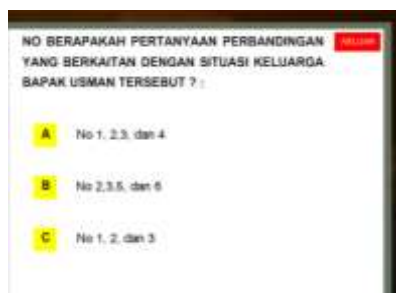 NO BERAPAKAH PERTANYAAN PERBANDINGAN
YANG BERKAITAN DENGAN SITUASI KELUARGA
BAPAK USMAN TERSEBUT ? :
A No 1, 2,3, dan 4
B No 2,3,5, dan 6
C No 1, 2, dan 3